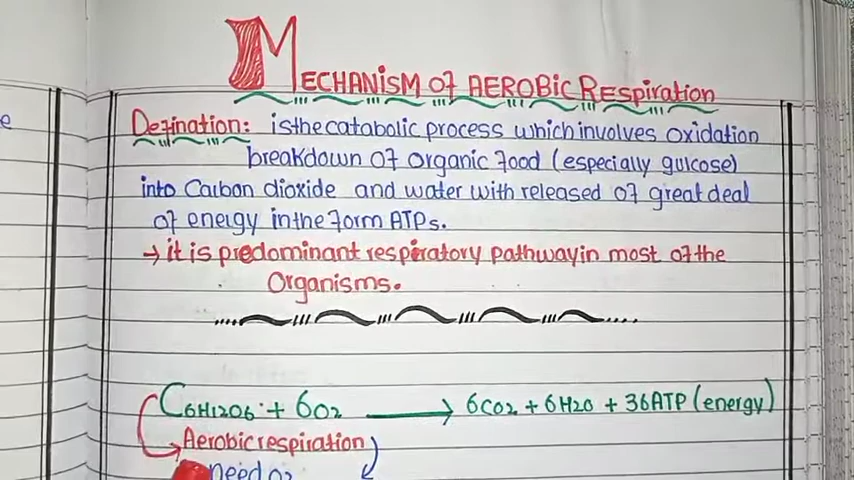 e
MECHANISM OF AEROBIC RESPIRATION
Defination: is the catabolic process which involves oxidation
breakdown of organic food (especially gulcose)
into Carbon dioxide and water with released of great deal
of energy in the form ATPs.
→ it is predominant respiratory pathway in most of the
Organisms.
C6H12O6 + 6O2 → 6CO2 + 6H2O + 36ATP (energy)
Aerobic respiration
need O2